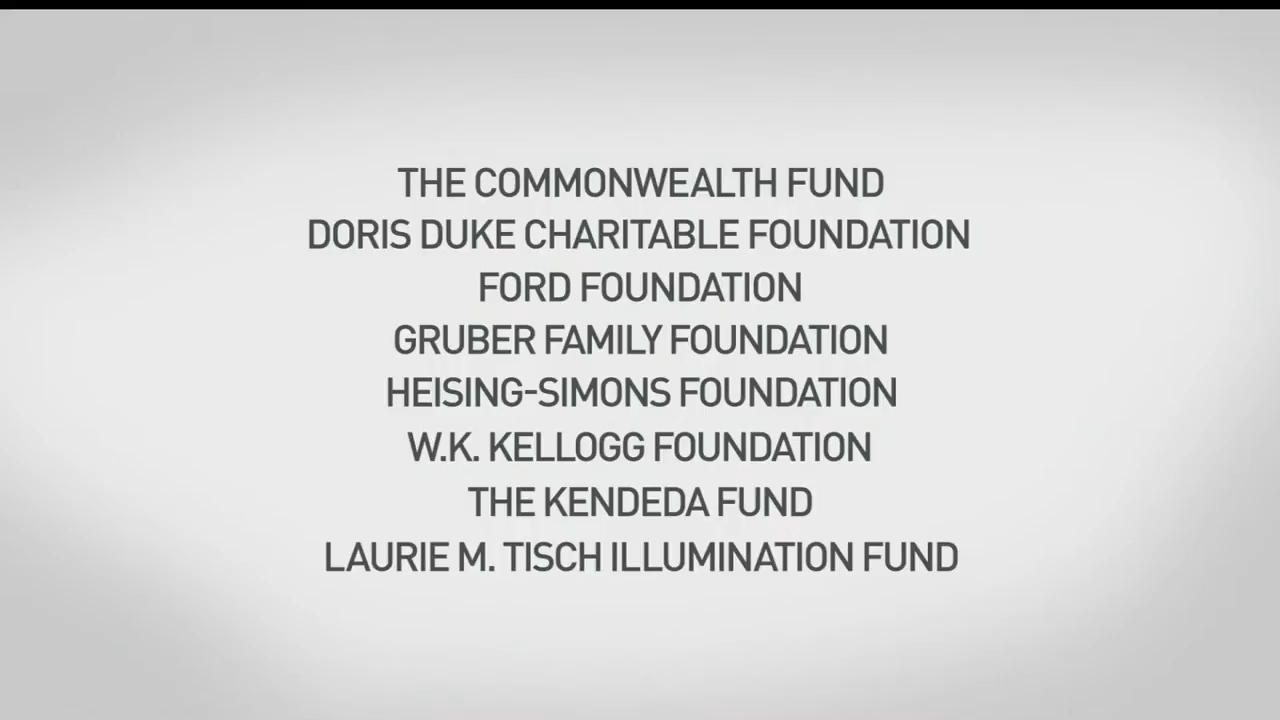 THE COMMONWEALTH FUND
DORIS DUKE CHARITABLE FOUNDATION
FORD FOUNDATION
GRUBER FAMILY FOUNDATION
HEISING-SIMONS FOUNDATION
W.K. KELLOGG FOUNDATION
THE KENDEDA FUND
LAURIE M. TISCH ILLUMINATION FUND